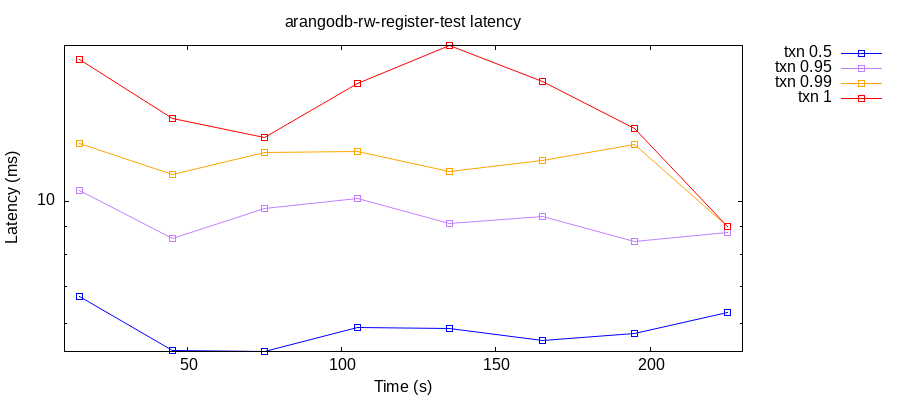 arangodb-rw-register-test latency
txn 0.5
txn 0.95
txn 0.99
txn 1
Latency (ms)
10
50
100
150
200
Time (s)